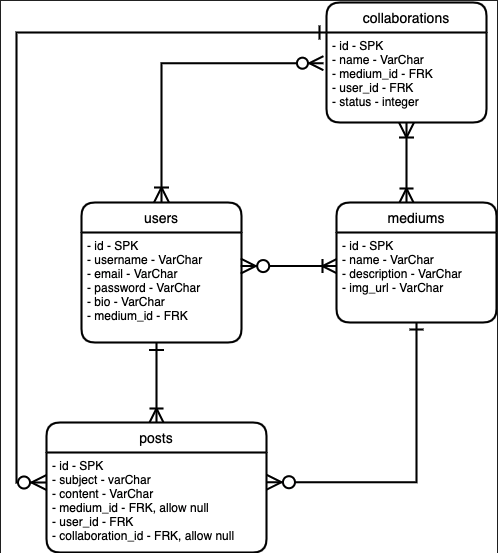 collaborations
- id - SPK
- name - VarChar
- medium_id - FRK
- user_id - FRK
- status - integer
users
- id - SPK
- username - VarChar
- email - VarChar
- password - VarChar
- bio - VarChar
- medium_id - FRK
mediums
- id - SPK
- name - VarChar
- description - VarChar
- img_url - VarChar
posts
- id - SPK
- subject - varChar
- content - VarChar
- medium_id - FRK, allow null
- user_id - FRK
- collaboration_id - FRK, allow null